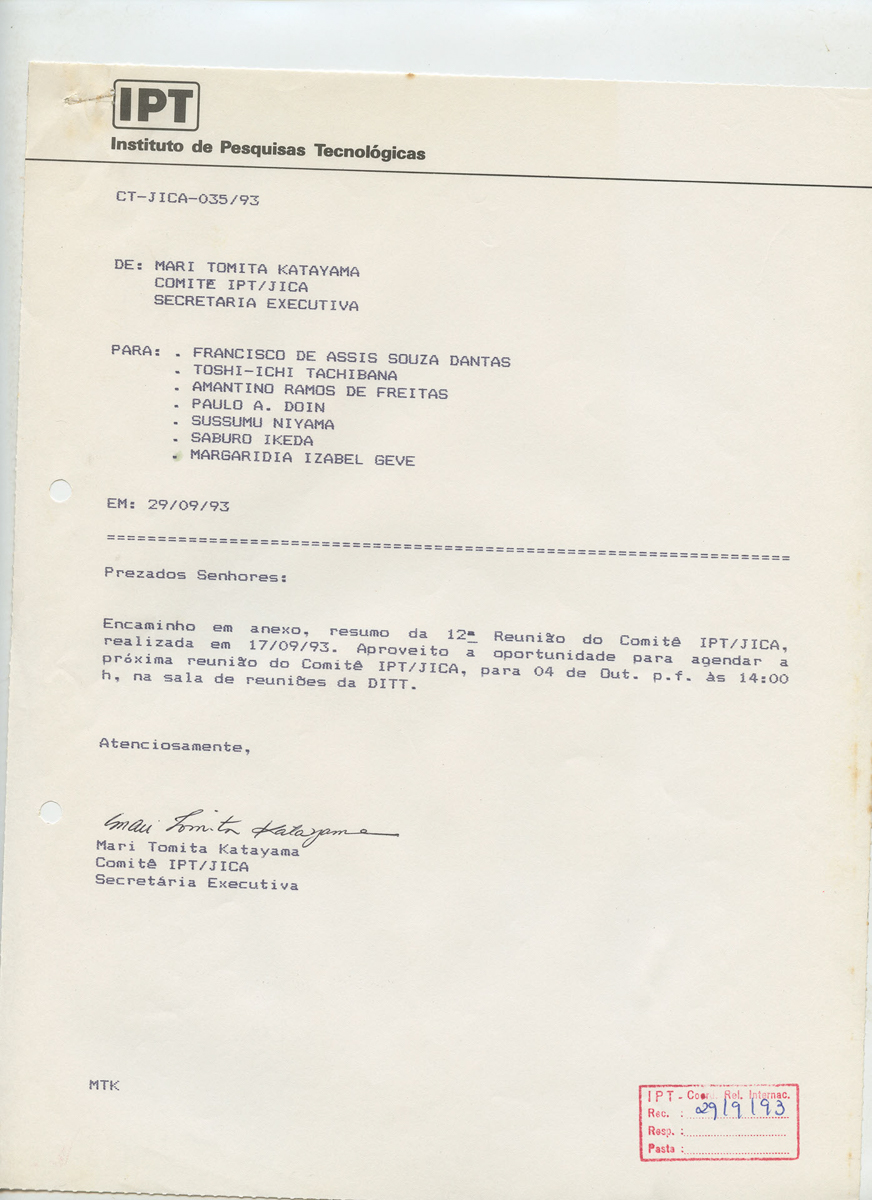 IPT
Instituto de Pesquisas Tecnológicas
CT-JICA-035/93
DE: MARI TOMITA KATAYAMA
COMITE IPT/JICA
SECRETARIA EXECUTIVA
PARA: . FRANCISCO DE ASSIS SOUZA DANTAS
. TOSHI-ICHI TACHIBANA
. AMANTINO RAMOS DE FREITAS
. PAULO A. DOIN
. SUSSUMU NIYAMA
. SABURO IKEDA
. MARGARIDIA IZABEL GEVE
EM: 29/09/93
===================================================================
Prezados Senhores:
Encaminho em anexo, resumo da 12ª Reunião do Comitê IPT/JICA,
realizada em 17/09/93. Aproveito a oportunidade para agendar a
próxima reunião do Comitê IPT/JICA, para 04 de Out. p.f. às 14:00
h, na sala de reuniões da DITT.
Atenciosamente,
Mari Tomita Katayama
Mari Tomita Katayama
Comitê IPT/JICA
Secretária Executiva
MTK
IPT - Coord. Rel. Internac.
Rec. : 29/9/93
Resp. :
Pasta :